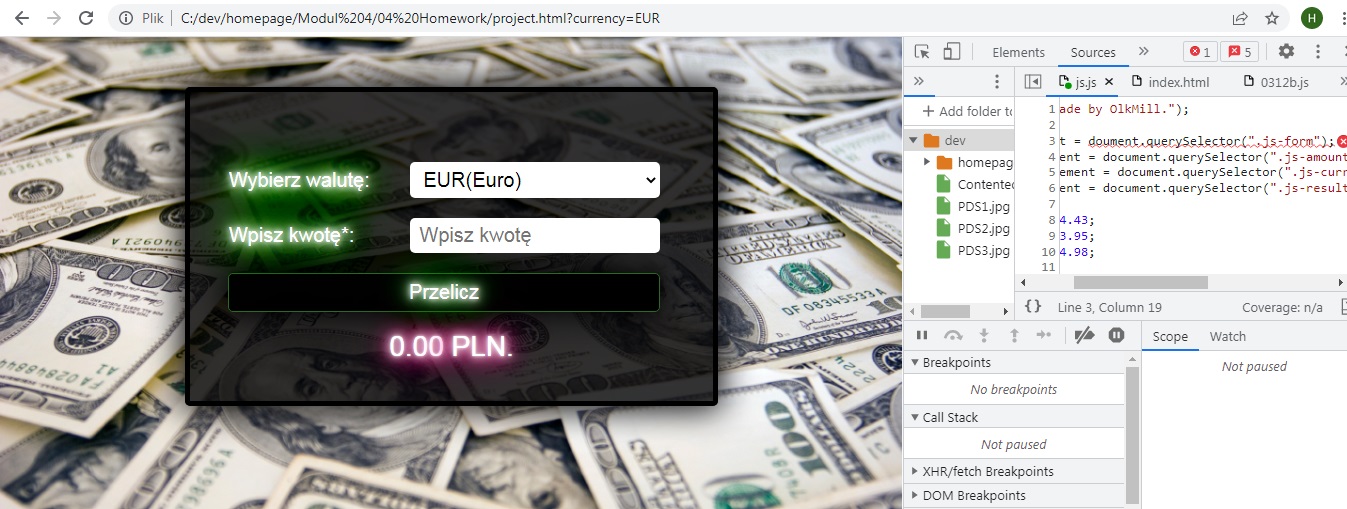 Plik C:/dev/homepage/Modul%204/04%20Homework/project.html?currency=EUR H
Elements Sources 1 5
js.js index.html 0312b.js
Add folder to
dev
homepag
Contente
PDS1.jpg
PDS2.jpg
PDS3.jpg
1 ade by OlkMill.");
2
3 t = doument.querySelector(".js-form");
4 ent = document.querySelector(".js-amount
5 ement = document.querySelector(".js-curr
6 ent = document.querySelector(".js-result
7
8 4.43;
9 3.95;
10 4.98;
11
{} Line 3, Column 19 Coverage: n/a
Scope Watch
Not paused
Breakpoints
No breakpoints
Call Stack
Not paused
XHR/fetch Breakpoints
DOM Breakpoints
Wybierz walutę: EUR(Euro)
Wpisz kwotę*: Wpisz kwotę
Przelicz
0.00 PLN.